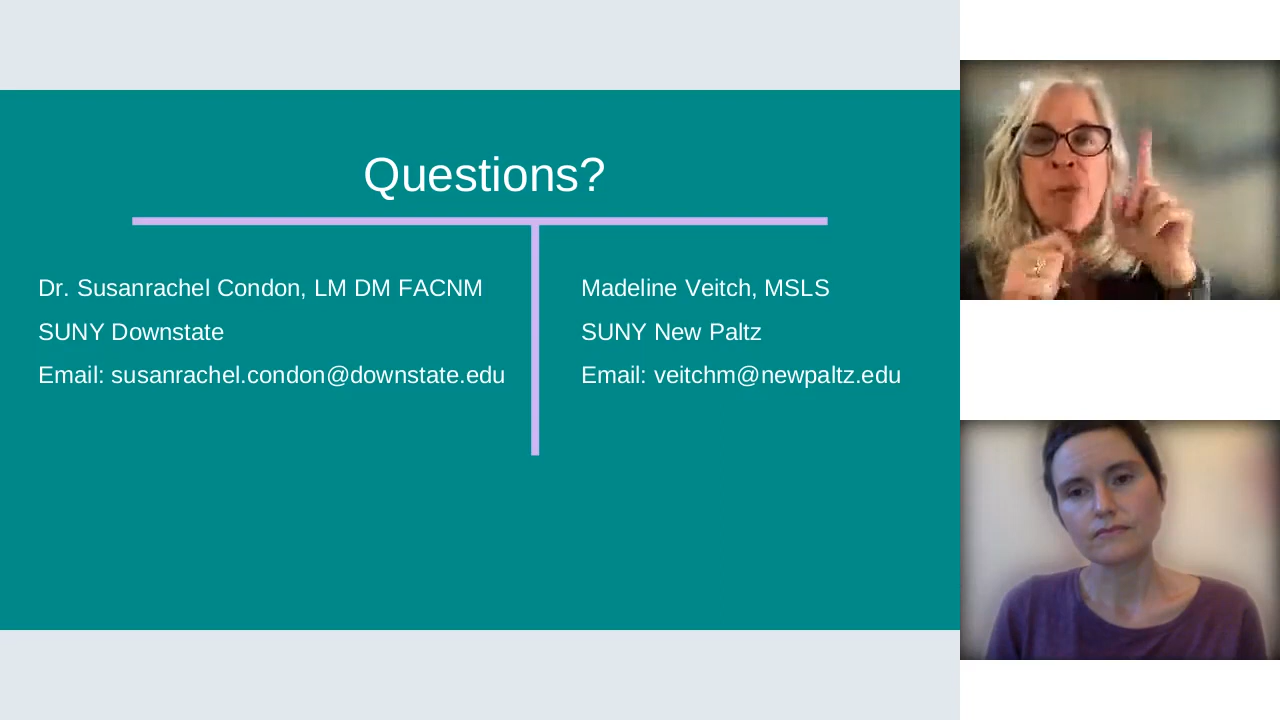 Questions?
Dr. Susanrachel Condon, LM DM FACNM
SUNY Downstate
Email: susanrachel.condon@downstate.edu
Madeline Veitch, MSLS
SUNY New Paltz
Email: veitchm@newpaltz.edu